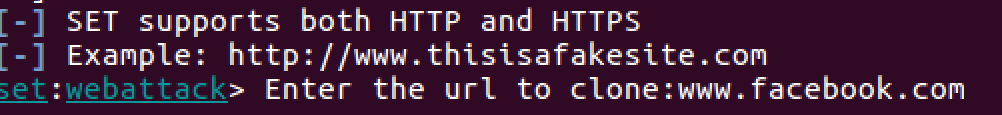 [-] SET supports both HTTP and HTTPS
[-] Example: http://www.thisisafakesite.com
set:webattack> Enter the url to clone:www.facebook.com